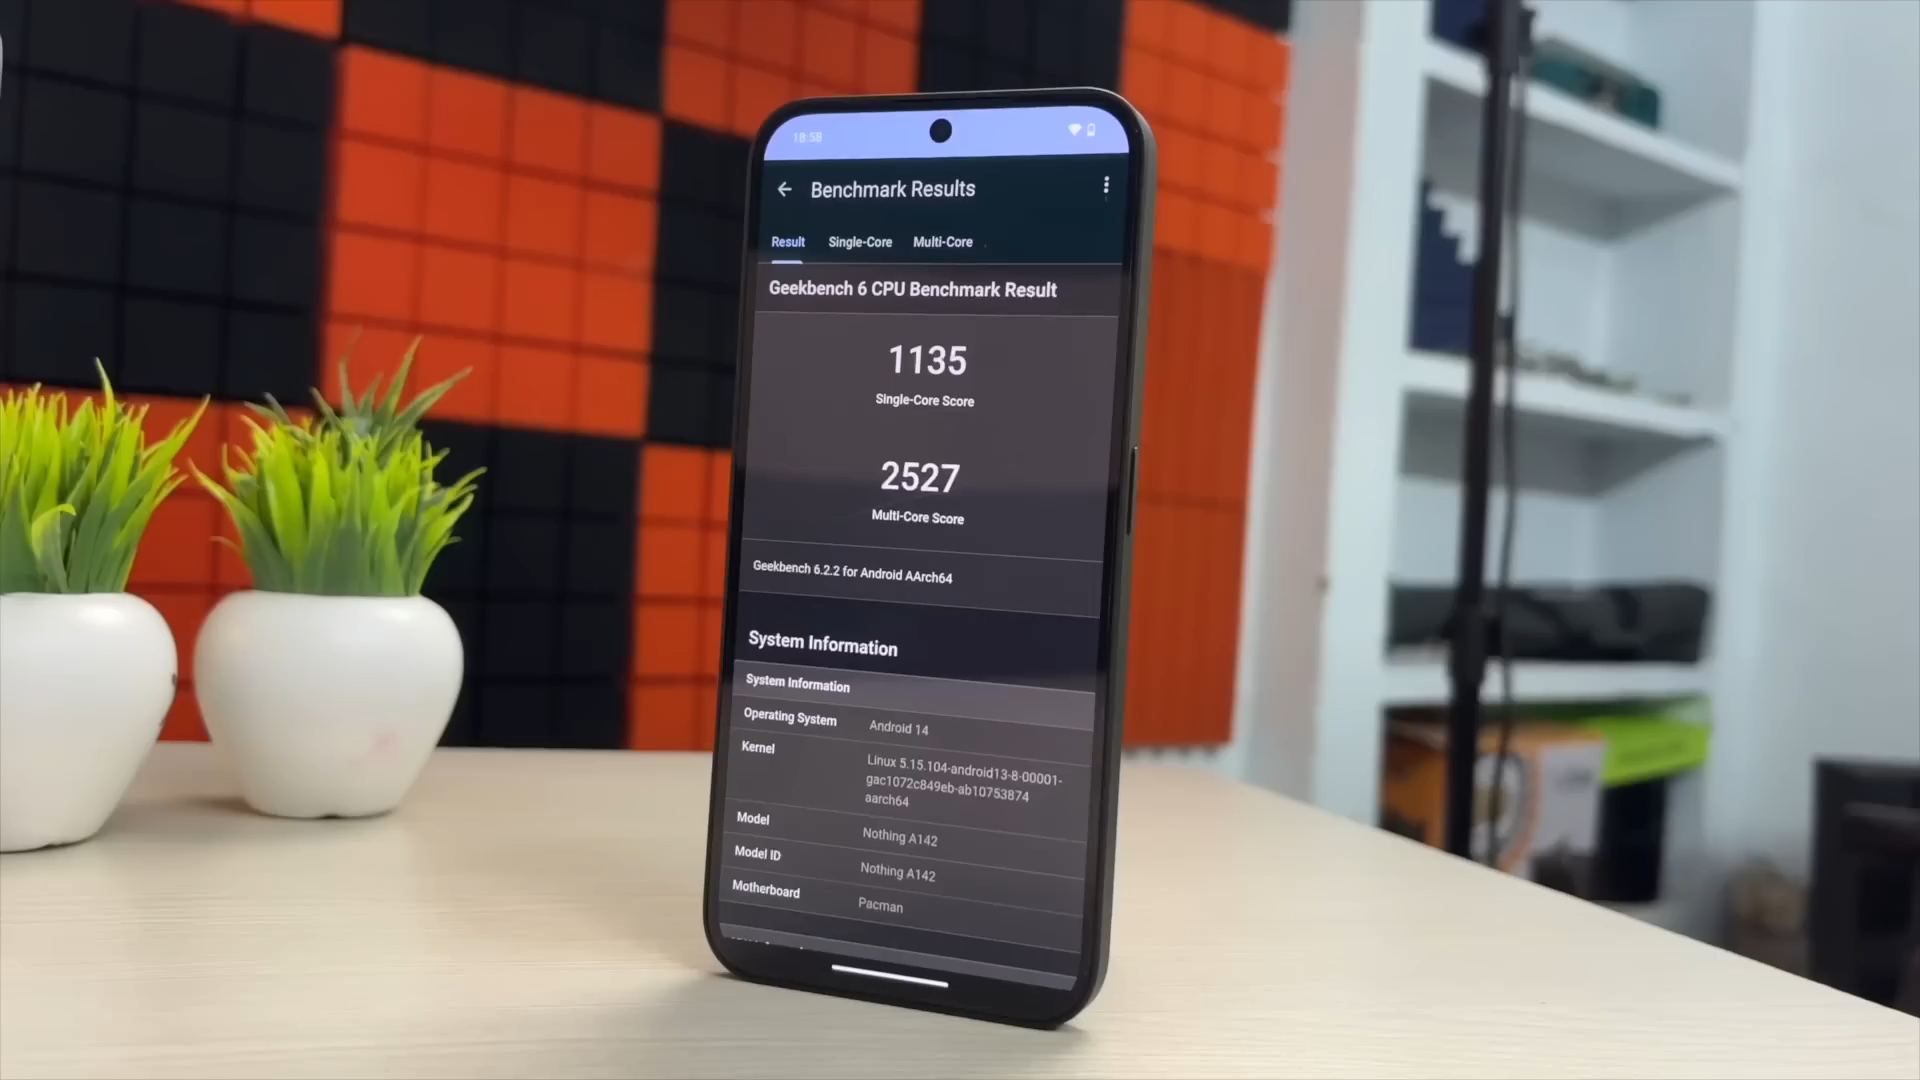 18:58
Benchmark Results
Result Single-Core Multi-Core
Geekbench 6 CPU Benchmark Result
1135
Single-Core Score
2527
Multi-Core Score
Geekbench 6.2.2 for Android AArch64
System Information
System Information
Operating System Android 14
Kernel Linux 5.15.104-android13-8-00001-
gac1072c849eb-ab10753874
aarch64
Model Nothing A142
Model ID Nothing A142
Motherboard Pacman